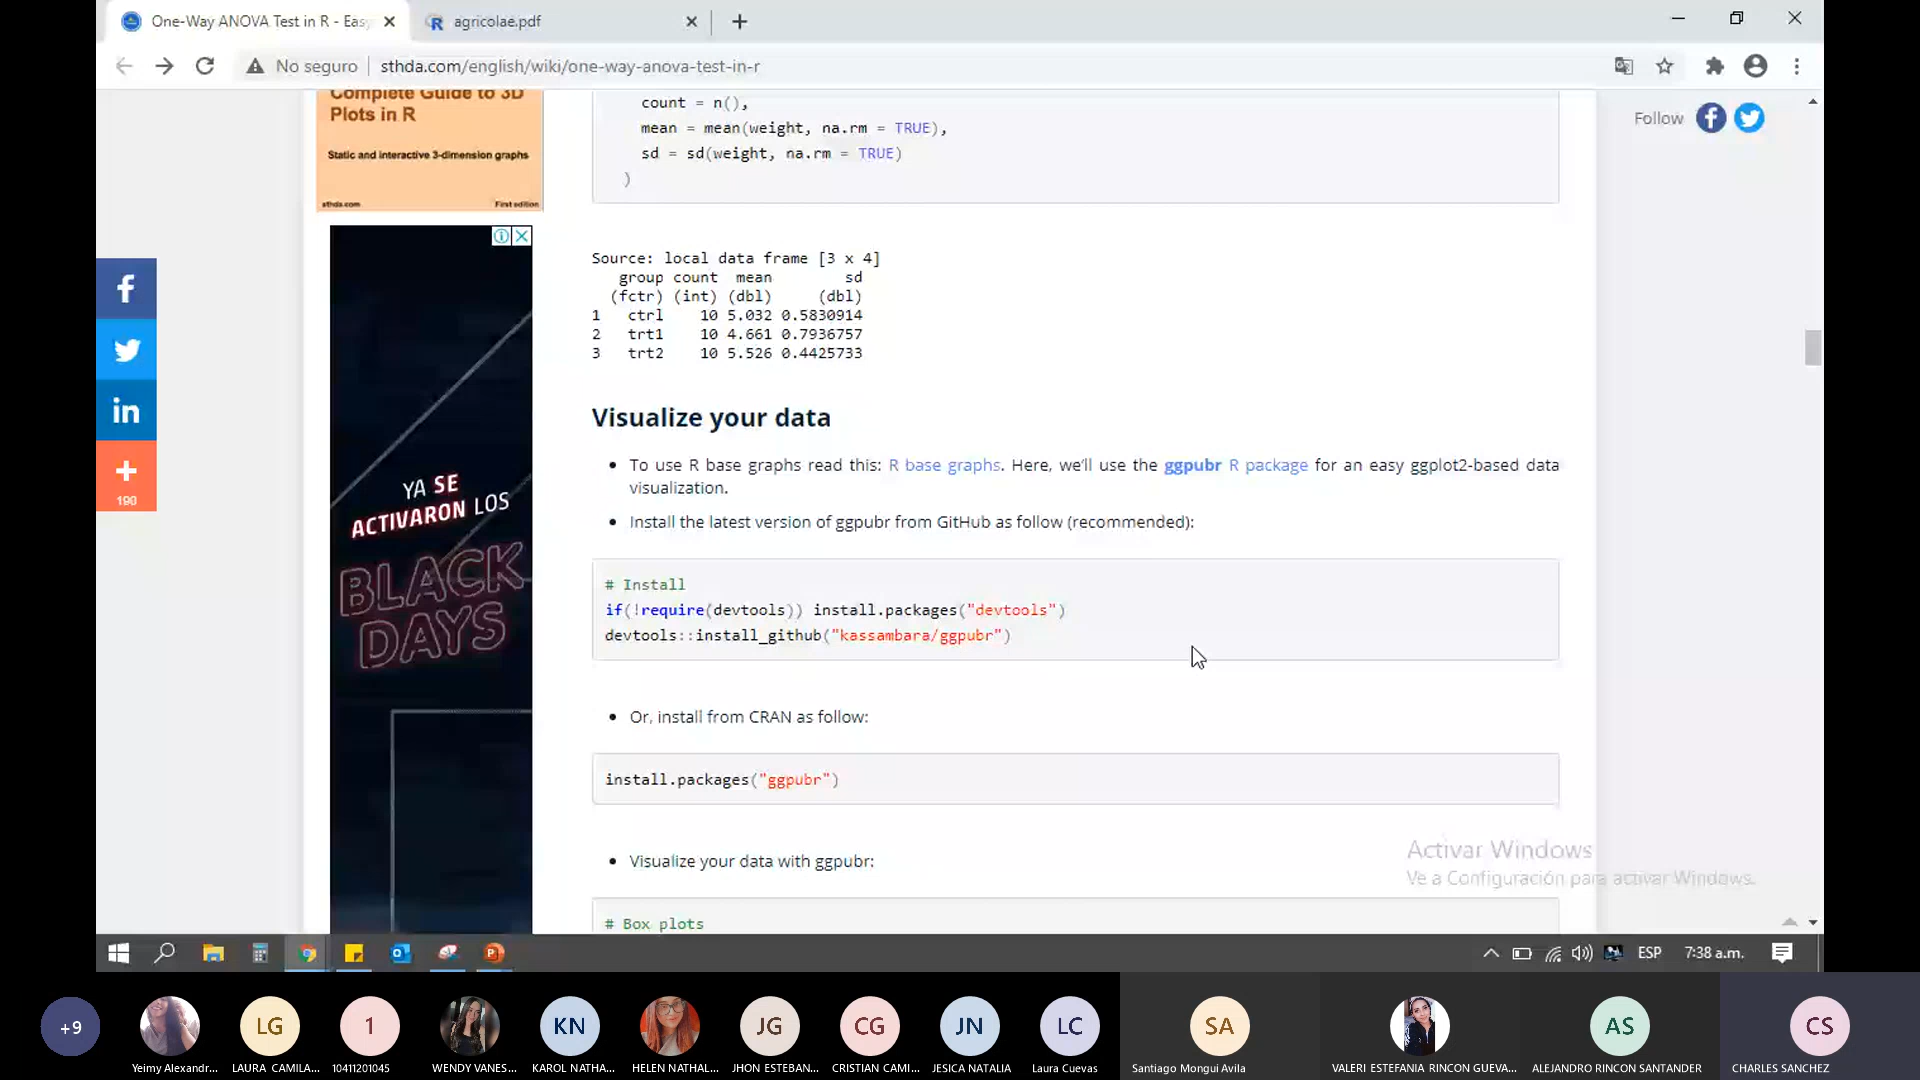 One-Way ANOVA Test in R - Easy
agricolae.pdf
No seguro
sthda.com/english/wiki/one-way-anova-test-in-r
Complete Guide to 3D
Plots in R
Static and interactive 3-dimension graphs
sthda.com
First edition
count = n(),
mean = mean(weight, na.rm = TRUE),
sd = sd(weight, na.rm = TRUE)
)
Follow
Source: local data frame [3 x 4]
group count mean sd
(fctr) (int) (dbl) (dbl)
1 ctrl 10 5.032 0.5830914
2 trt1 10 4.661 0.7936757
3 trt2 10 5.526 0.4425733
190
YA SE
ACTIVARON LOS
BLACK
DAYS
Visualize your data
To use R base graphs read this: R base graphs. Here, we'll use the ggpubr R package for an easy ggplot2-based data
visualization.
Install the latest version of ggpubr from GitHub as follow (recommended):
# Install
if(!require(devtools)) install.packages("devtools")
devtools::install_github("kassambara/ggpubr")
Or, install from CRAN as follow:
install.packages("ggpubr")
Visualize your data with ggpubr:
# Box plots
Activar Windows
Ve a Configuración para activar Windows.
ESP
7:38 a.m.
+9
LG
1
KN
JG
CG
JN
LC
SA
AS
CS
Yeimy Alexandr...
LAURA CAMILA...
10411201045
WENDY VANES...
KAROL NATHA...
HELEN NATHAL...
JHON ESTEBAN...
CRISTIAN CAMI...
JESICA NATALIA
Laura Cuevas
Santiago Mongui Avila
VALERI ESTEFANIA RINCON GUEVA...
ALEJANDRO RINCON SANTANDER
CHARLES SANCHEZ